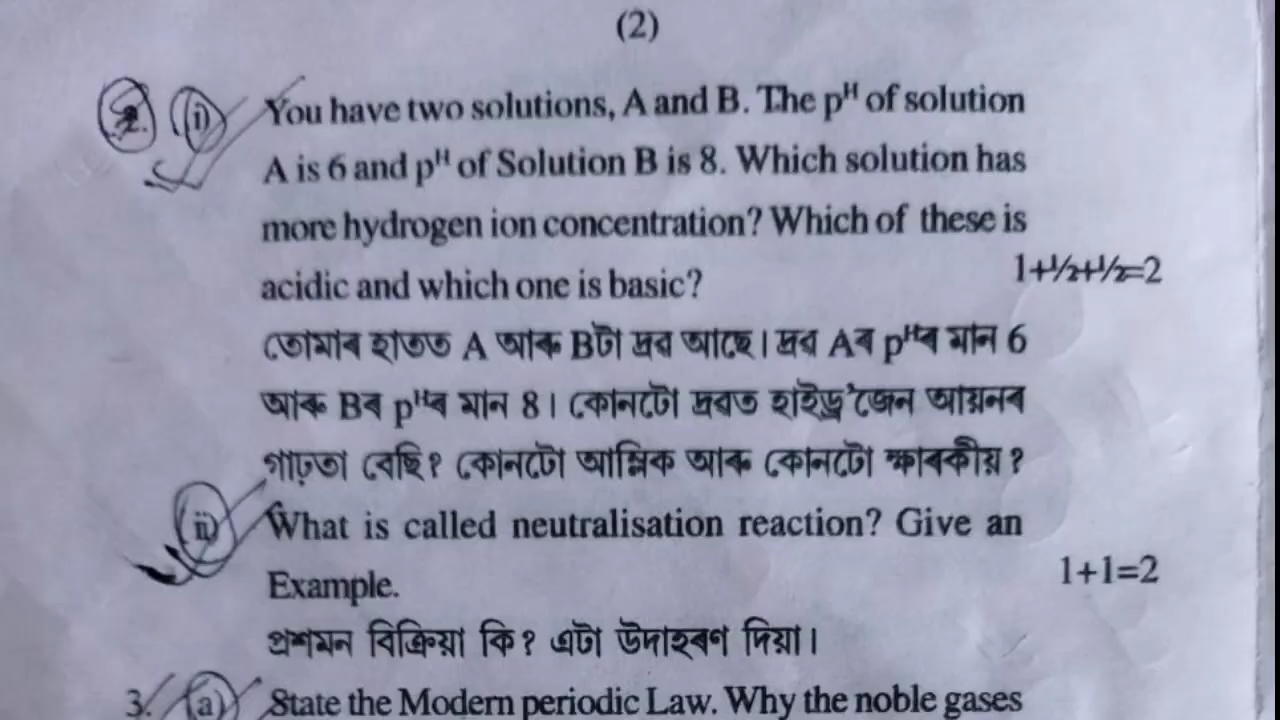 (2)
2. (i) You have two solutions, A and B. The pH of solution
A is 6 and pH of Solution B is 8. Which solution has
more hydrogen ion concentration? Which of these is
acidic and which one is basic? 1+½+½=2
তোমাৰ হাতত A আৰু Bটা দ্ৰৱ আছে। দ্ৰৱ Aৰ pHৰ মান 6
আৰু Bৰ pHৰ মান 8। কোনটো দ্ৰৱত হাইড্ৰ'জেন আয়নৰ
গাঢ়তা বেছি? কোনটো আম্লিক আৰু কোনটো ক্ষাৰকীয়?
ii) What is called neutralisation reaction? Give an
Example. 1+1=2
প্ৰশমন বিক্ৰিয়া কি? এটা উদাহৰণ দিয়া।
3. (a) State the Modern periodic Law. Why the noble gases